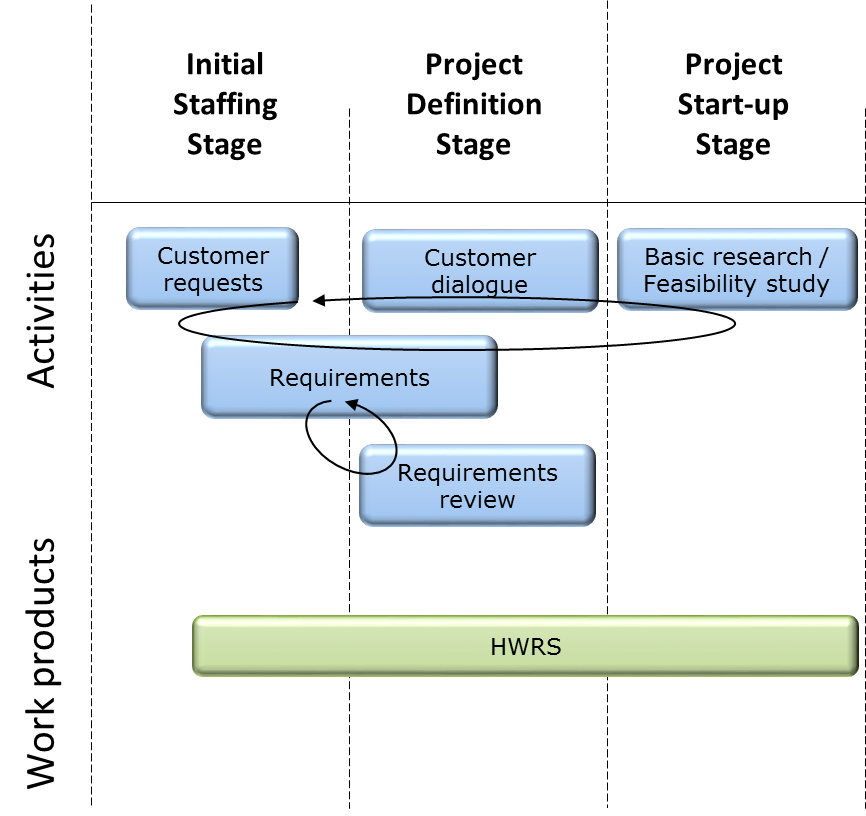 Initial
Staffing
Stage
Project
Definition
Stage
Project
Start-up
Stage
Activities
Customer
requests
Customer
dialogue
Basic research /
Feasibility study
Requirements
Requirements
review
Work products
HWRS